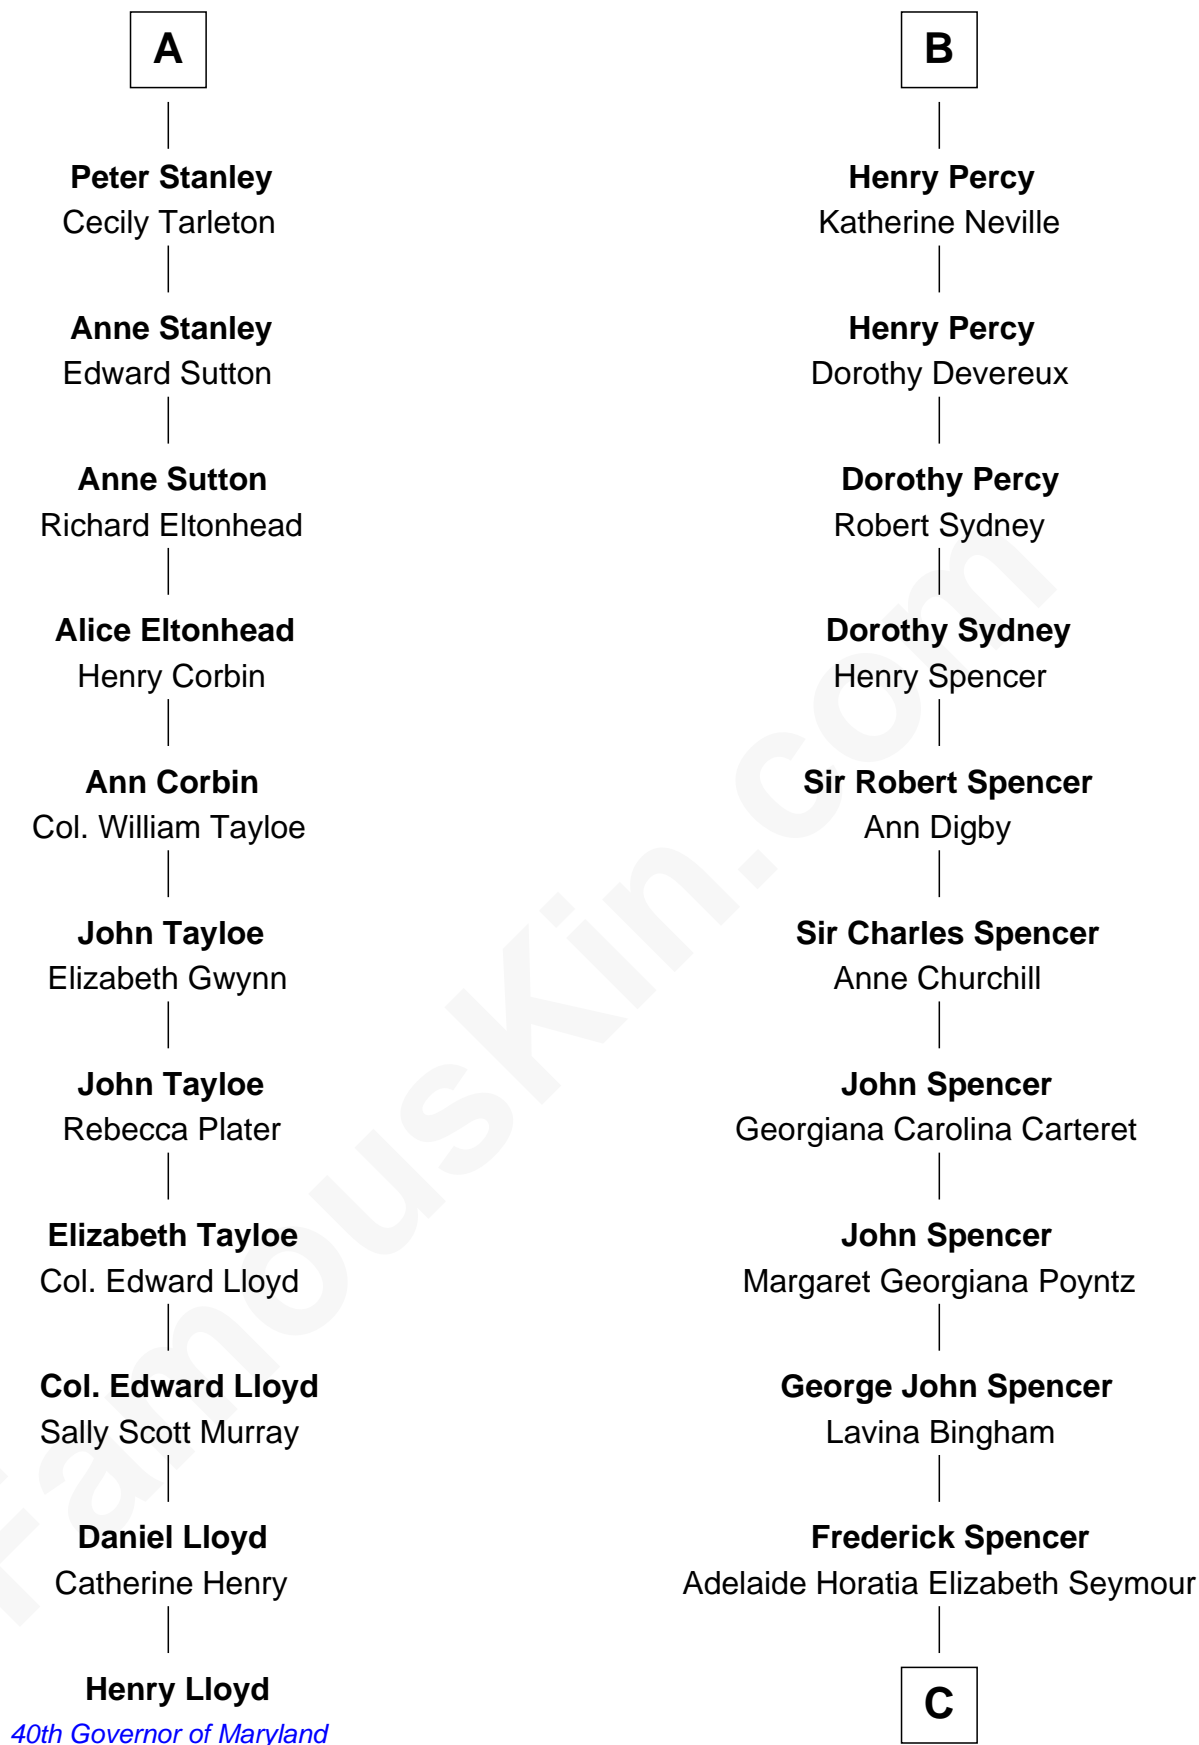 A
Peter Stanley
Cecily Tarleton
Anne Stanley
Edward Sutton
Anne Sutton
Richard Eltonhead
Alice Eltonhead
Henry Corbin
Ann Corbin
Col. William Tayloe
John Tayloe
Elizabeth Gwynn
John Tayloe
Rebecca Plater
Elizabeth Tayloe
Col. Edward Lloyd
Col. Edward Lloyd
Sally Scott Murray
Daniel Lloyd
Catherine Henry
Henry Lloyd
40th Governor of Maryland
B
Henry Percy
Katherine Neville
Henry Percy
Dorothy Devereux
Dorothy Percy
Robert Sydney
Dorothy Sydney
Henry Spencer
Sir Robert Spencer
Ann Digby
Sir Charles Spencer
Anne Churchill
John Spencer
Georgiana Carolina Carteret
John Spencer
Margaret Georgiana Poyntz
George John Spencer
Lavina Bingham
Frederick Spencer
Adelaide Horatia Elizabeth Seymour
C
FamousKin.com